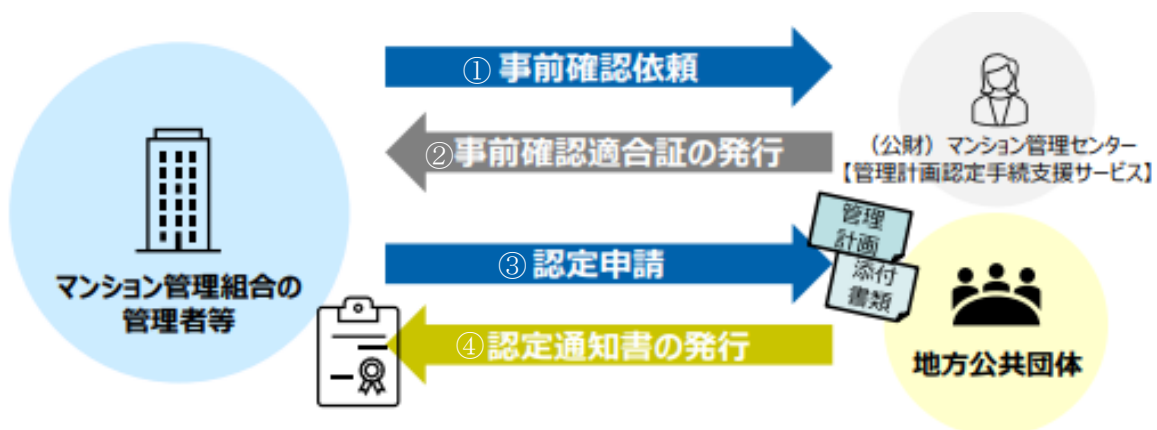 ① 事前確認依頼
②事前確認適合証の発行
(公財)マンション管理センター
【管理計画認定手続支援サービス】
管理
計画
③ 認定申請
添付
書類
マンション管理組合の
管理者等
④ 認定通知書の発行
地方公共団体